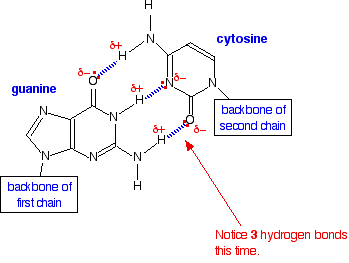 H
δ+
H
N
cytosine
δ−
O
δ+
δ−
guanine
H
N
N
N
N
δ+
O
δ−
N
N
N
H
H
backbone of
second chain
backbone of
first chain
Notice 3 hydrogen bonds
this time.